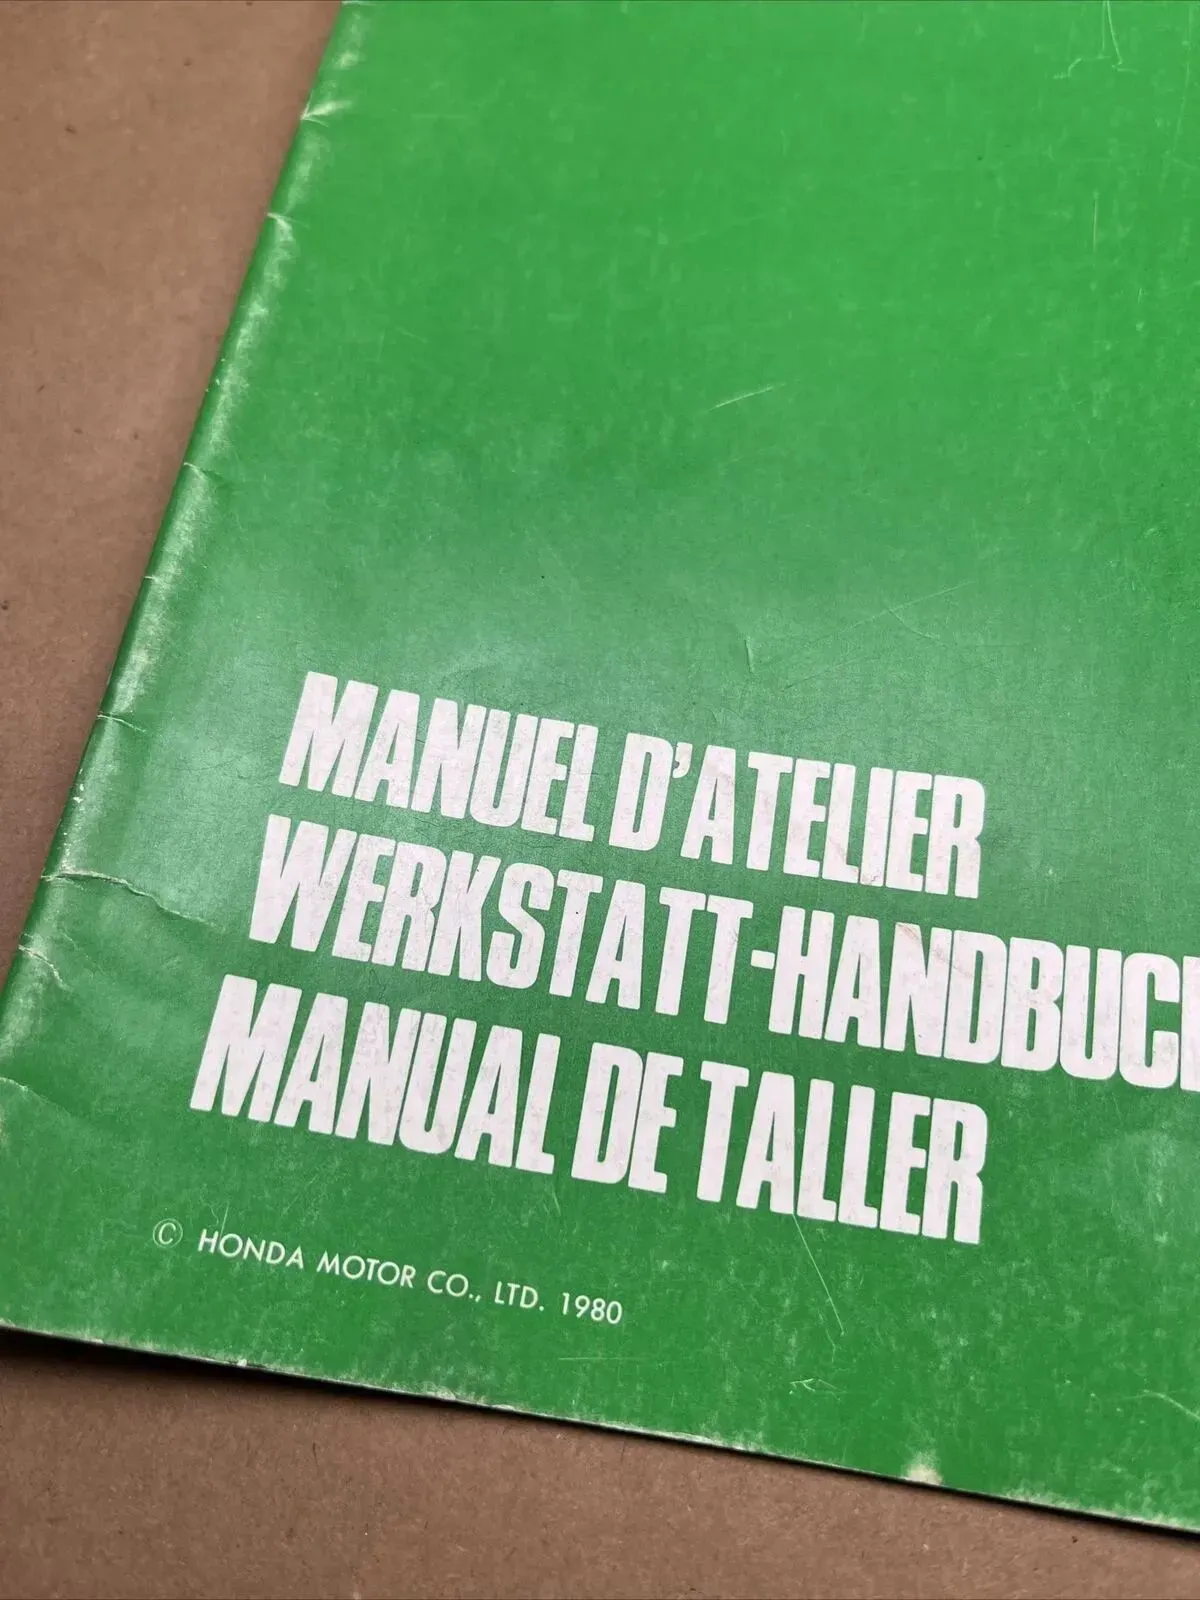 MANUEL D'ATELIER
WERKSTATT-HANDBUC
MANUAL DE TALLER
© HONDA MOTOR CO., LTD. 1980